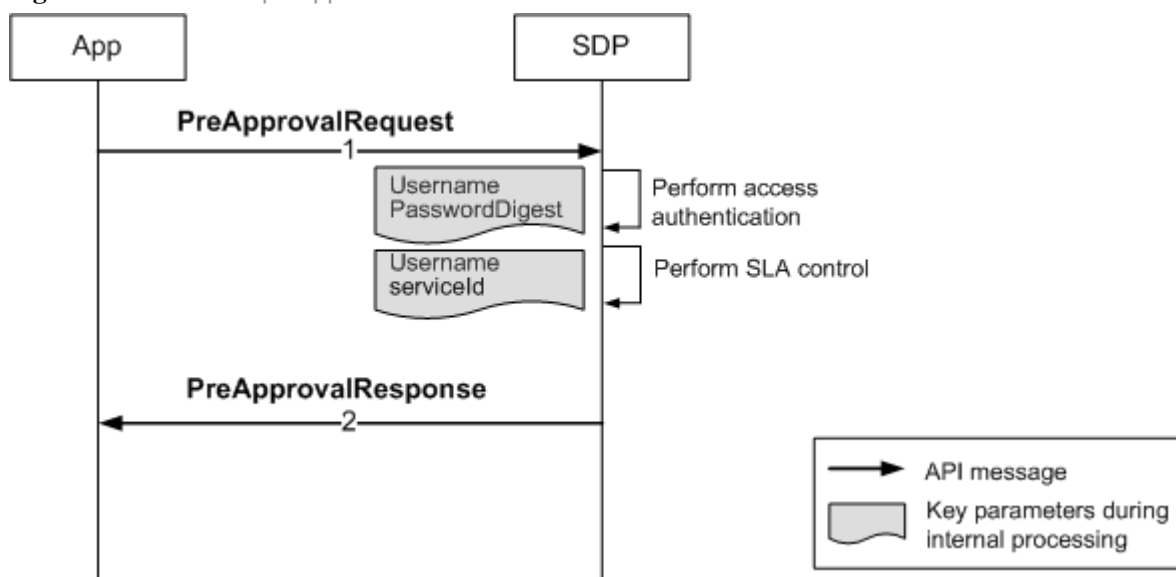 App
SDP
PreApprovalRequest
1
Username
PasswordDigest
Perform access
authentication
Username
serviceId
Perform SLA control
PreApprovalResponse
2
API message
Key parameters during
internal processing